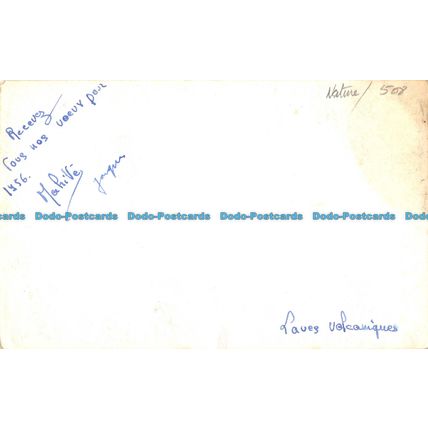 Recevez
Tous nos voeux pour
1956.
Jacques
Nature/ 508
Dodo-Postcards Dodo-Postcards Dodo-Postcards Dodo-Postcards
Laves volcaniques